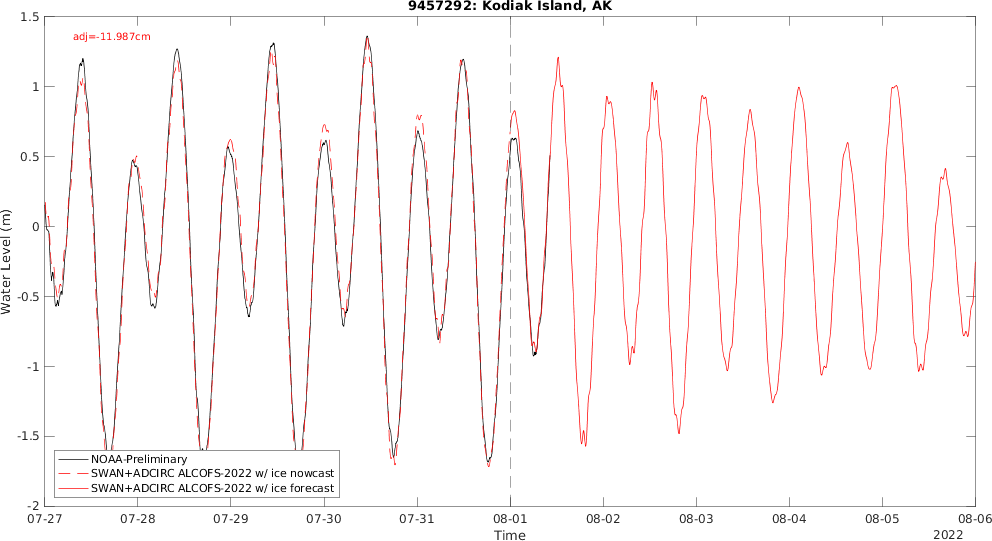 9457292: Kodiak Island, AK
adj=-11.987cm
1.5
1
0.5
0
-0.5
-1
-1.5
-2
Water Level (m)
NOAA-Preliminary
SWAN+ADCIRC ALCOFS-2022 w/ ice nowcast
SWAN+ADCIRC ALCOFS-2022 w/ ice forecast
07-27 07-28 07-29 07-30 07-31 08-01 08-02 08-03 08-04 08-05 08-06
Time
2022